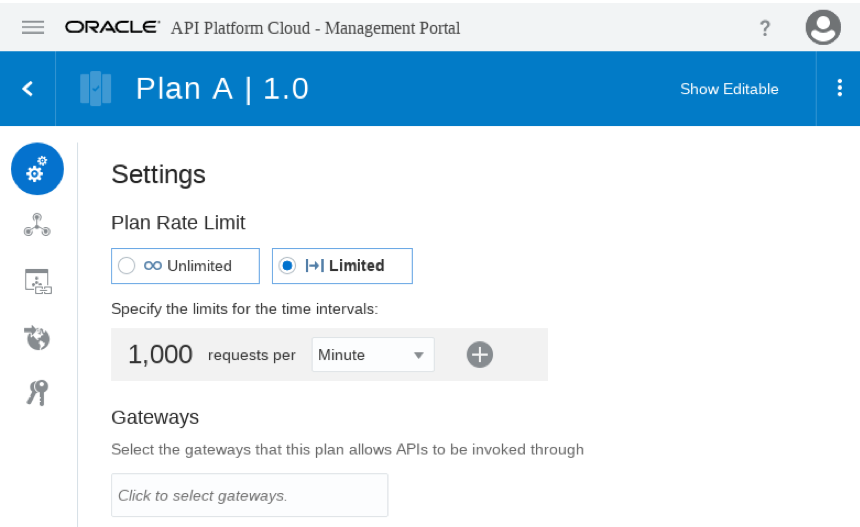 ORACLE API Platform Cloud - Management Portal ?
Plan A | 1.0 Show Editable
Settings
Plan Rate Limit
Unlimited Limited
Specify the limits for the time intervals:
1,000 requests per Minute
Gateways
Select the gateways that this plan allows APIs to be invoked through
Click to select gateways.